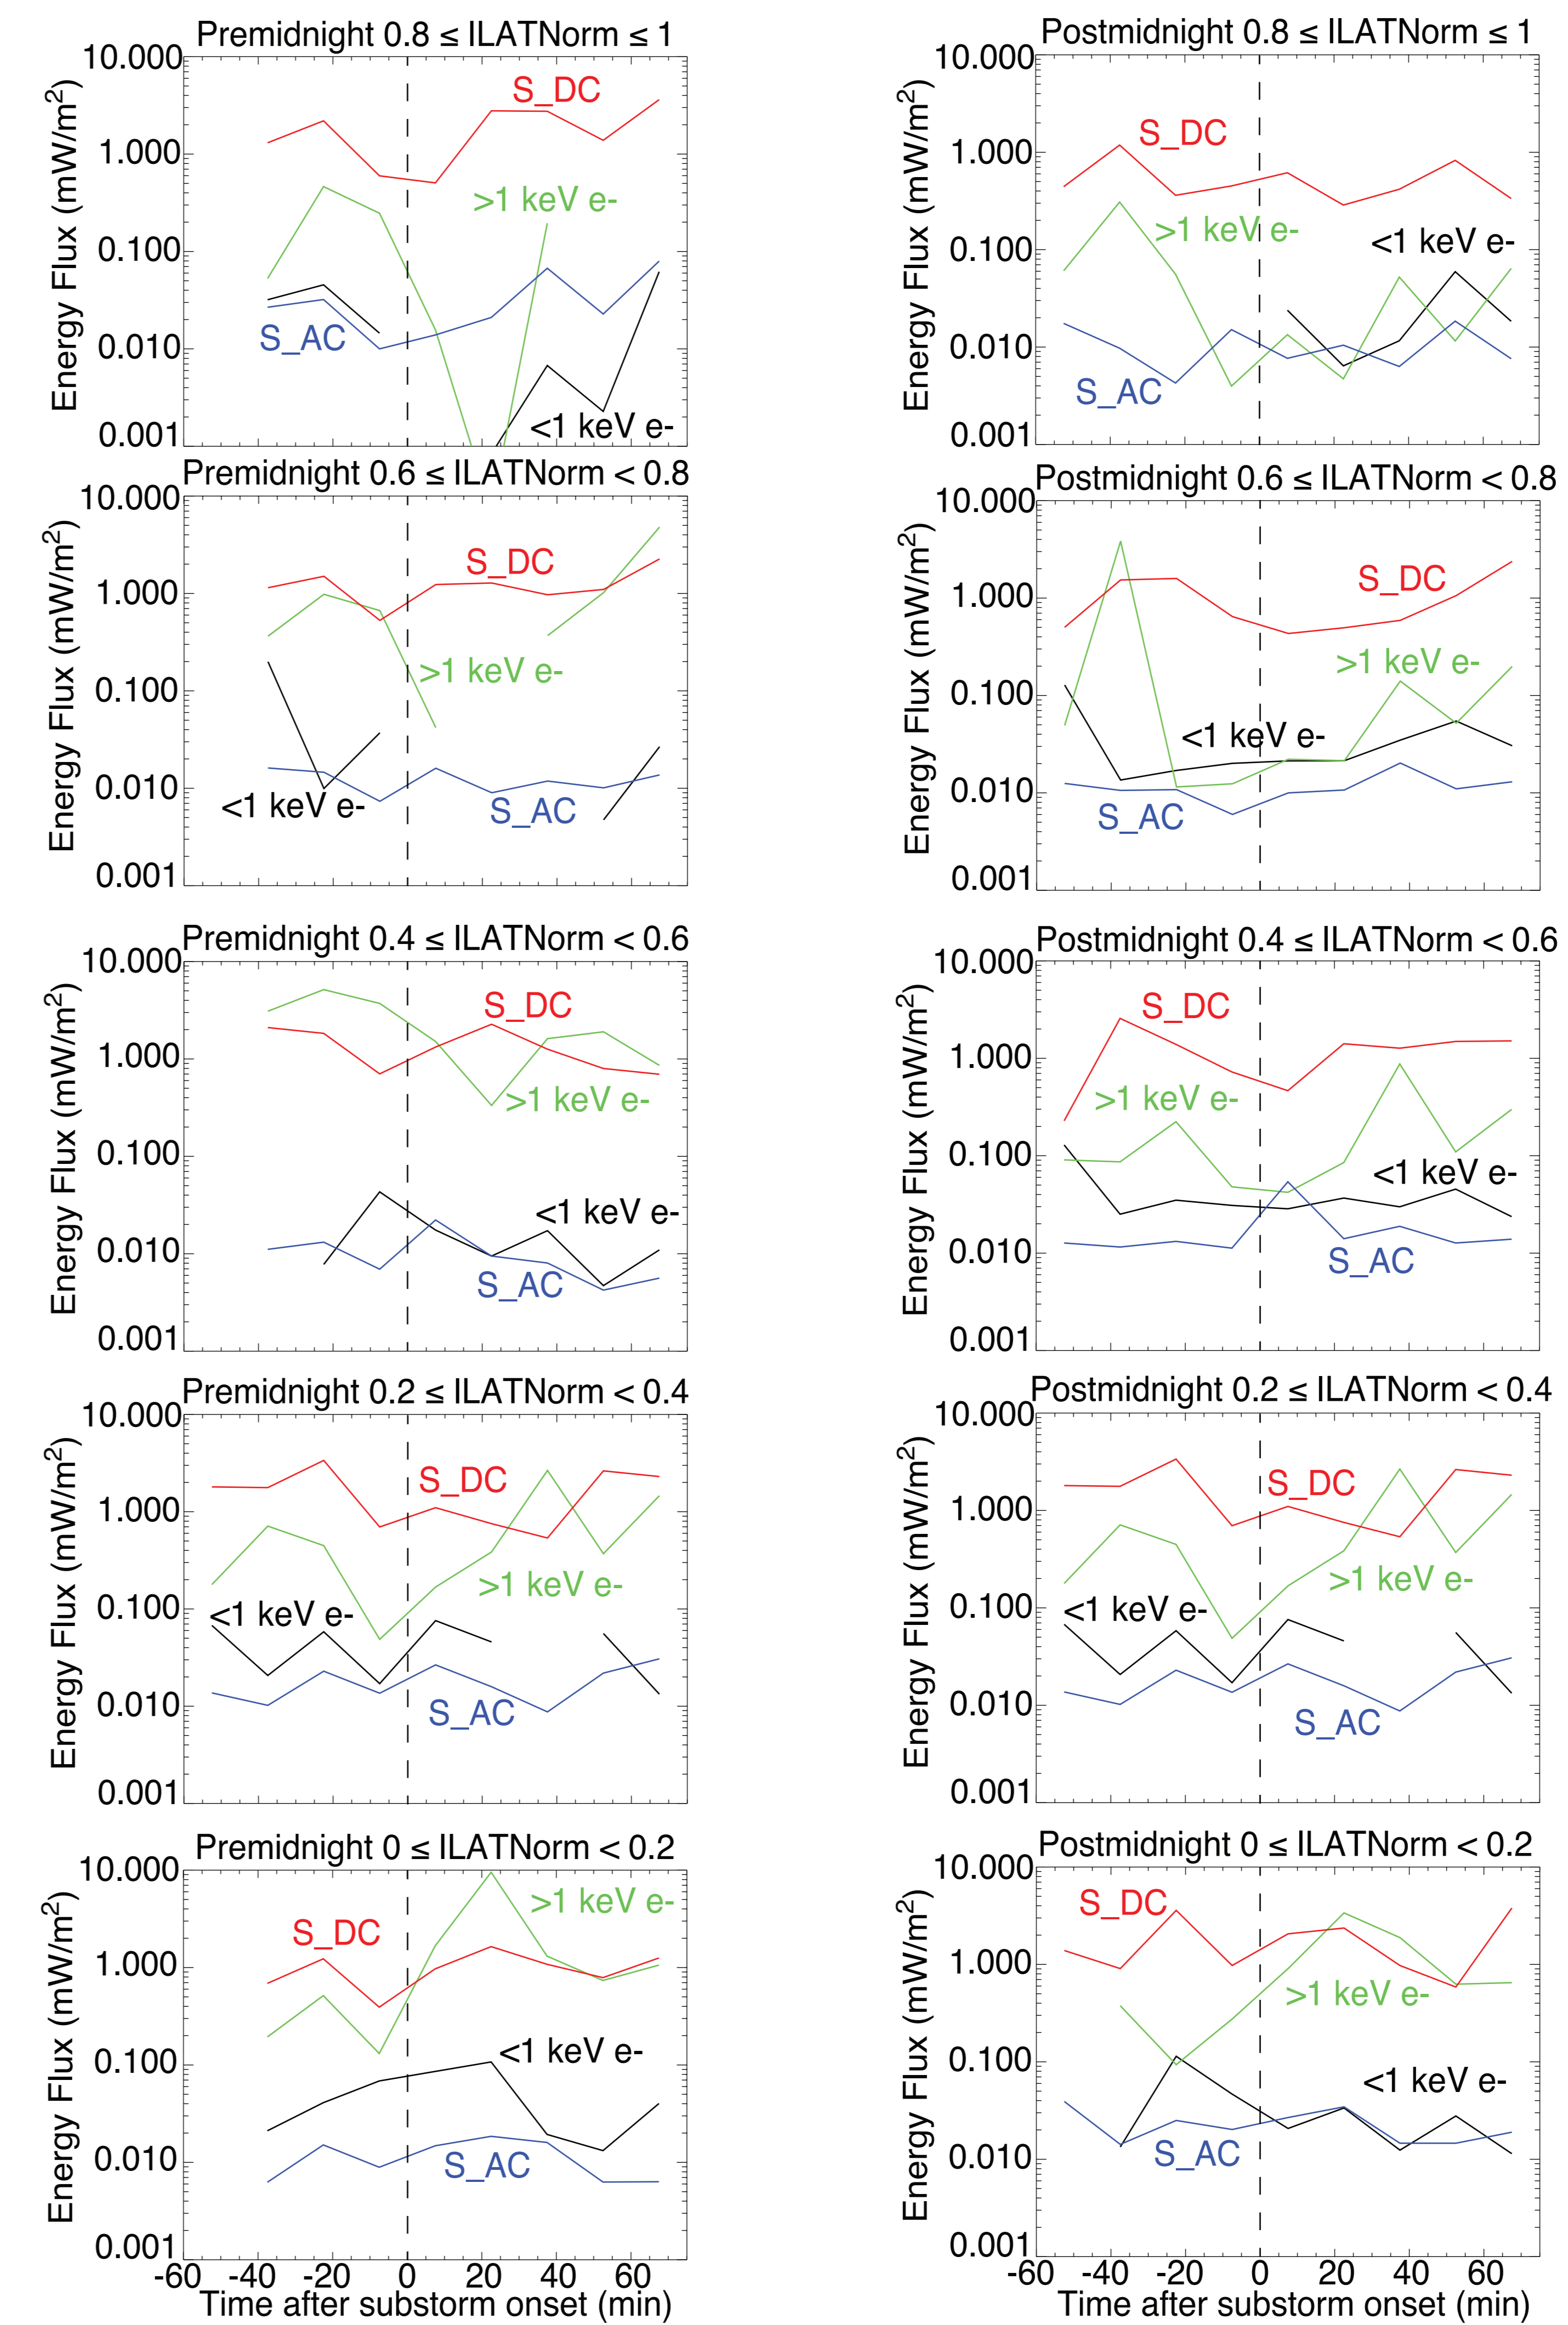 Premidnight 0.8 ≤ ILATNorm ≤ 1
10.000
1.000
0.100
0.010
0.001
Energy Flux (mW/m²)
S_DC
>1 keV e-
S_AC
<1 keV e-
Postmidnight 0.8 ≤ ILATNorm ≤ 1
10.000
1.000
0.100
0.010
0.001
Energy Flux (mW/m²)
S_DC
>1 keV e-
<1 keV e-
S_AC
Premidnight 0.6 ≤ ILATNorm < 0.8
10.000
1.000
0.100
0.010
0.001
Energy Flux (mW/m²)
S_DC
>1 keV e-
<1 keV e-
S_AC
Postmidnight 0.6 ≤ ILATNorm < 0.8
10.000
1.000
0.100
0.010
0.001
Energy Flux (mW/m²)
S_DC
>1 keV e-
<1 keV e-
S_AC
Premidnight 0.4 ≤ ILATNorm < 0.6
10.000
1.000
0.100
0.010
0.001
Energy Flux (mW/m²)
S_DC
>1 keV e-
<1 keV e-
S_AC
Postmidnight 0.4 ≤ ILATNorm < 0.6
10.000
1.000
0.100
0.010
0.001
Energy Flux (mW/m²)
S_DC
>1 keV e-
<1 keV e-
S_AC
Premidnight 0.2 ≤ ILATNorm < 0.4
10.000
1.000
0.100
0.010
0.001
Energy Flux (mW/m²)
S_DC
>1 keV e-
<1 keV e-
S_AC
Postmidnight 0.2 ≤ ILATNorm < 0.4
10.000
1.000
0.100
0.010
0.001
Energy Flux (mW/m²)
S_DC
>1 keV e-
<1 keV e-
S_AC
Premidnight 0 ≤ ILATNorm < 0.2
10.000
1.000
0.100
0.010
0.001
Energy Flux (mW/m²)
>1 keV e-
S_DC
<1 keV e-
S_AC
-60 -40 -20 0 20 40 60
Time after substorm onset (min)
Postmidnight 0 ≤ ILATNorm < 0.2
10.000
1.000
0.100
0.010
0.001
Energy Flux (mW/m²)
S_DC
>1 keV e-
<1 keV e-
S_AC
-60 -40 -20 0 20 40 60
Time after substorm onset (min)